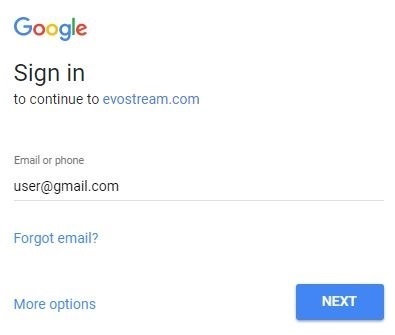 Google
Sign in
to continue to evostream.com
Email or phone
user@gmail.com
Forgot email?
More options
NEXT